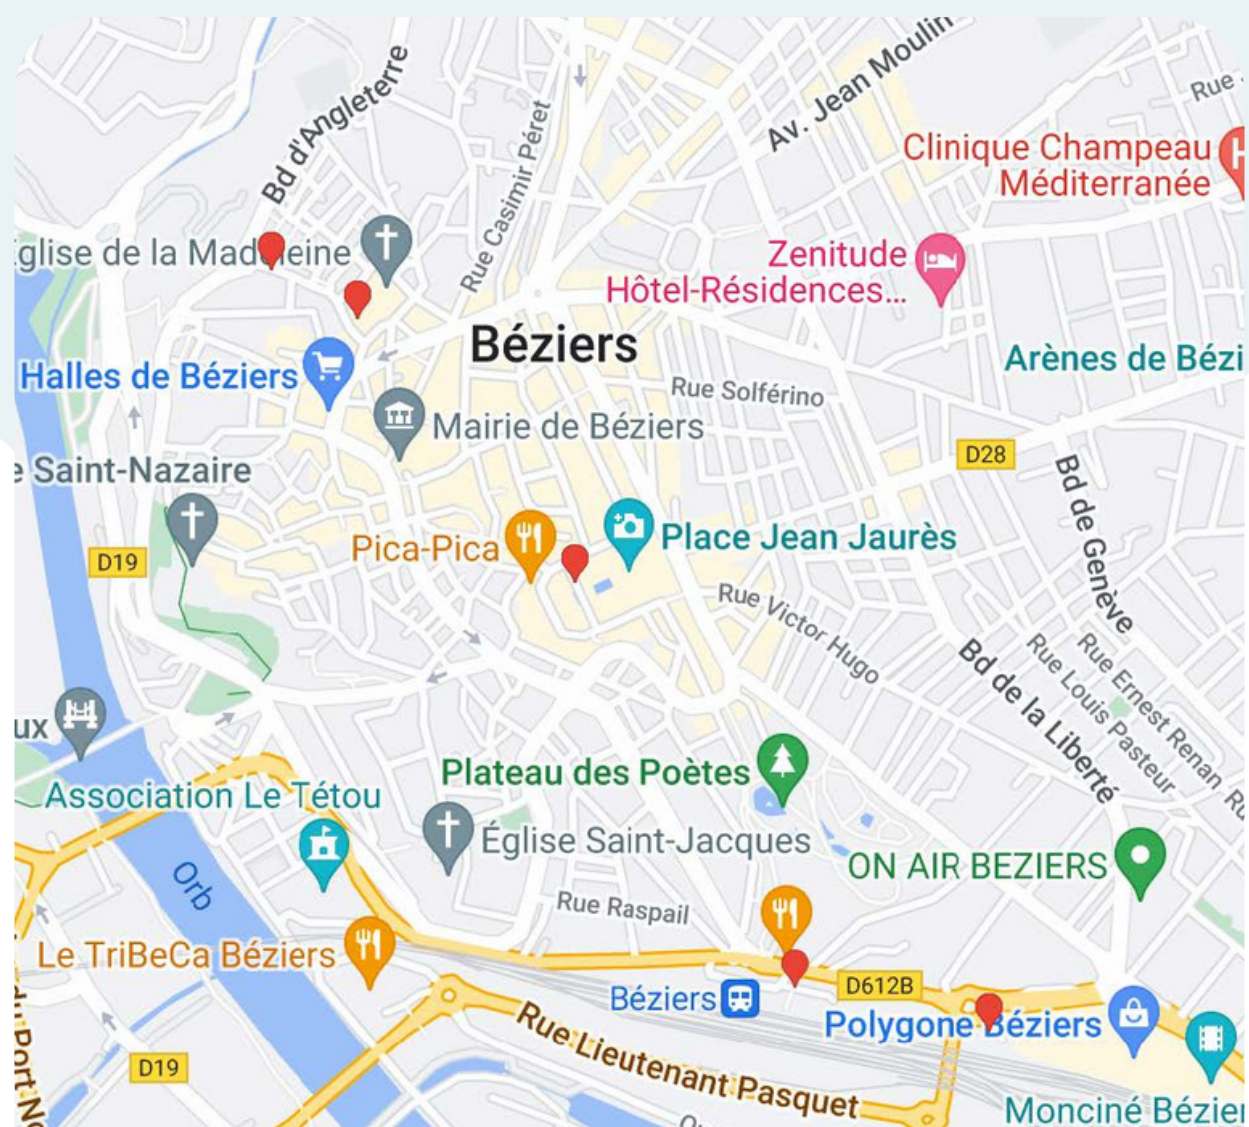 Bd d'Angleterre
Rue Casimir Péret
Av. Jean Moulin
Rue
Clinique Champeau
Méditerranée
glise de la Madeleine
Zenitude
Hôtel-Résidences...
Béziers
Halles de Béziers
Rue Solférino
Arènes de Bézi
Mairie de Béziers
D28
e Saint-Nazaire
Bd de Genève
Pica-Pica
Place Jean Jaurès
D19
Rue Victor Hugo
Bd de la Liberté
Rue Louis Pasteur
Rue Ernest Renan
Ru
ux
Association Le Tétou
Plateau des Poètes
Église Saint-Jacques
ON AIR BEZIERS
Orb
Rue Raspail
Le TriBeCa Béziers
Béziers
D612B
Polygone Béziers
Rue Lieutenant Pasquet
du Port No
D19
Monciné Bézier